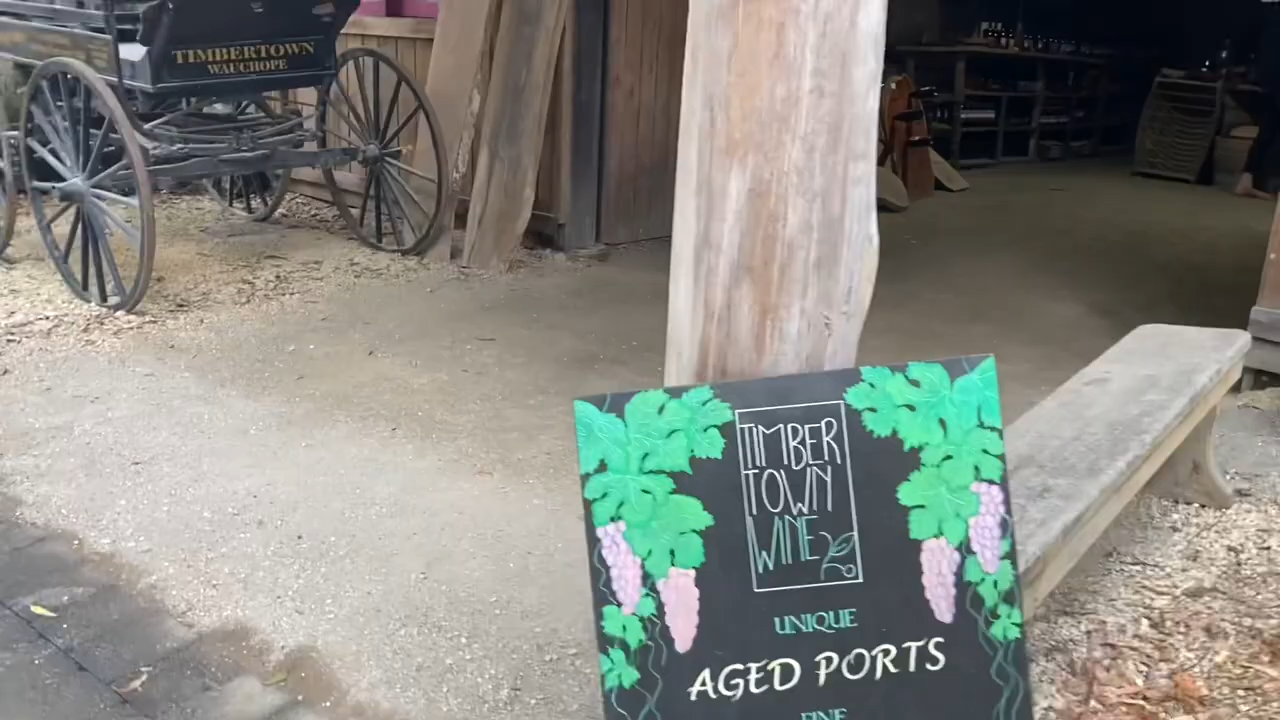 TIMBERTOWN
WAUCHOPE
TIMBER
TOWN
WINE
UNIQUE
AGED PORTS
FINE